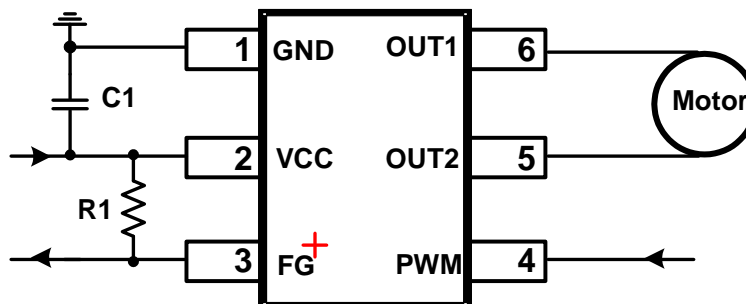 1 GND OUT1 6
C1 Motor
2 VCC OUT2 5
R1
3 FG PWM 4